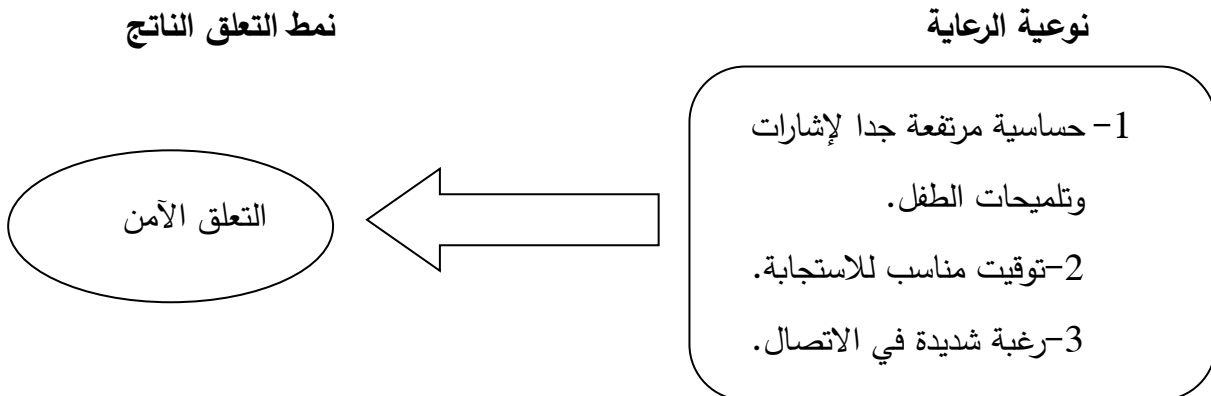 نوعية الرعاية
نمط التعلق الناتج
1- حساسية مرتفعة جدا لإشارات
وتلميحات الطفل.
2-توقيت مناسب للاستجابة.
3-رغبة شديدة في الاتصال.
التعلق الآمن